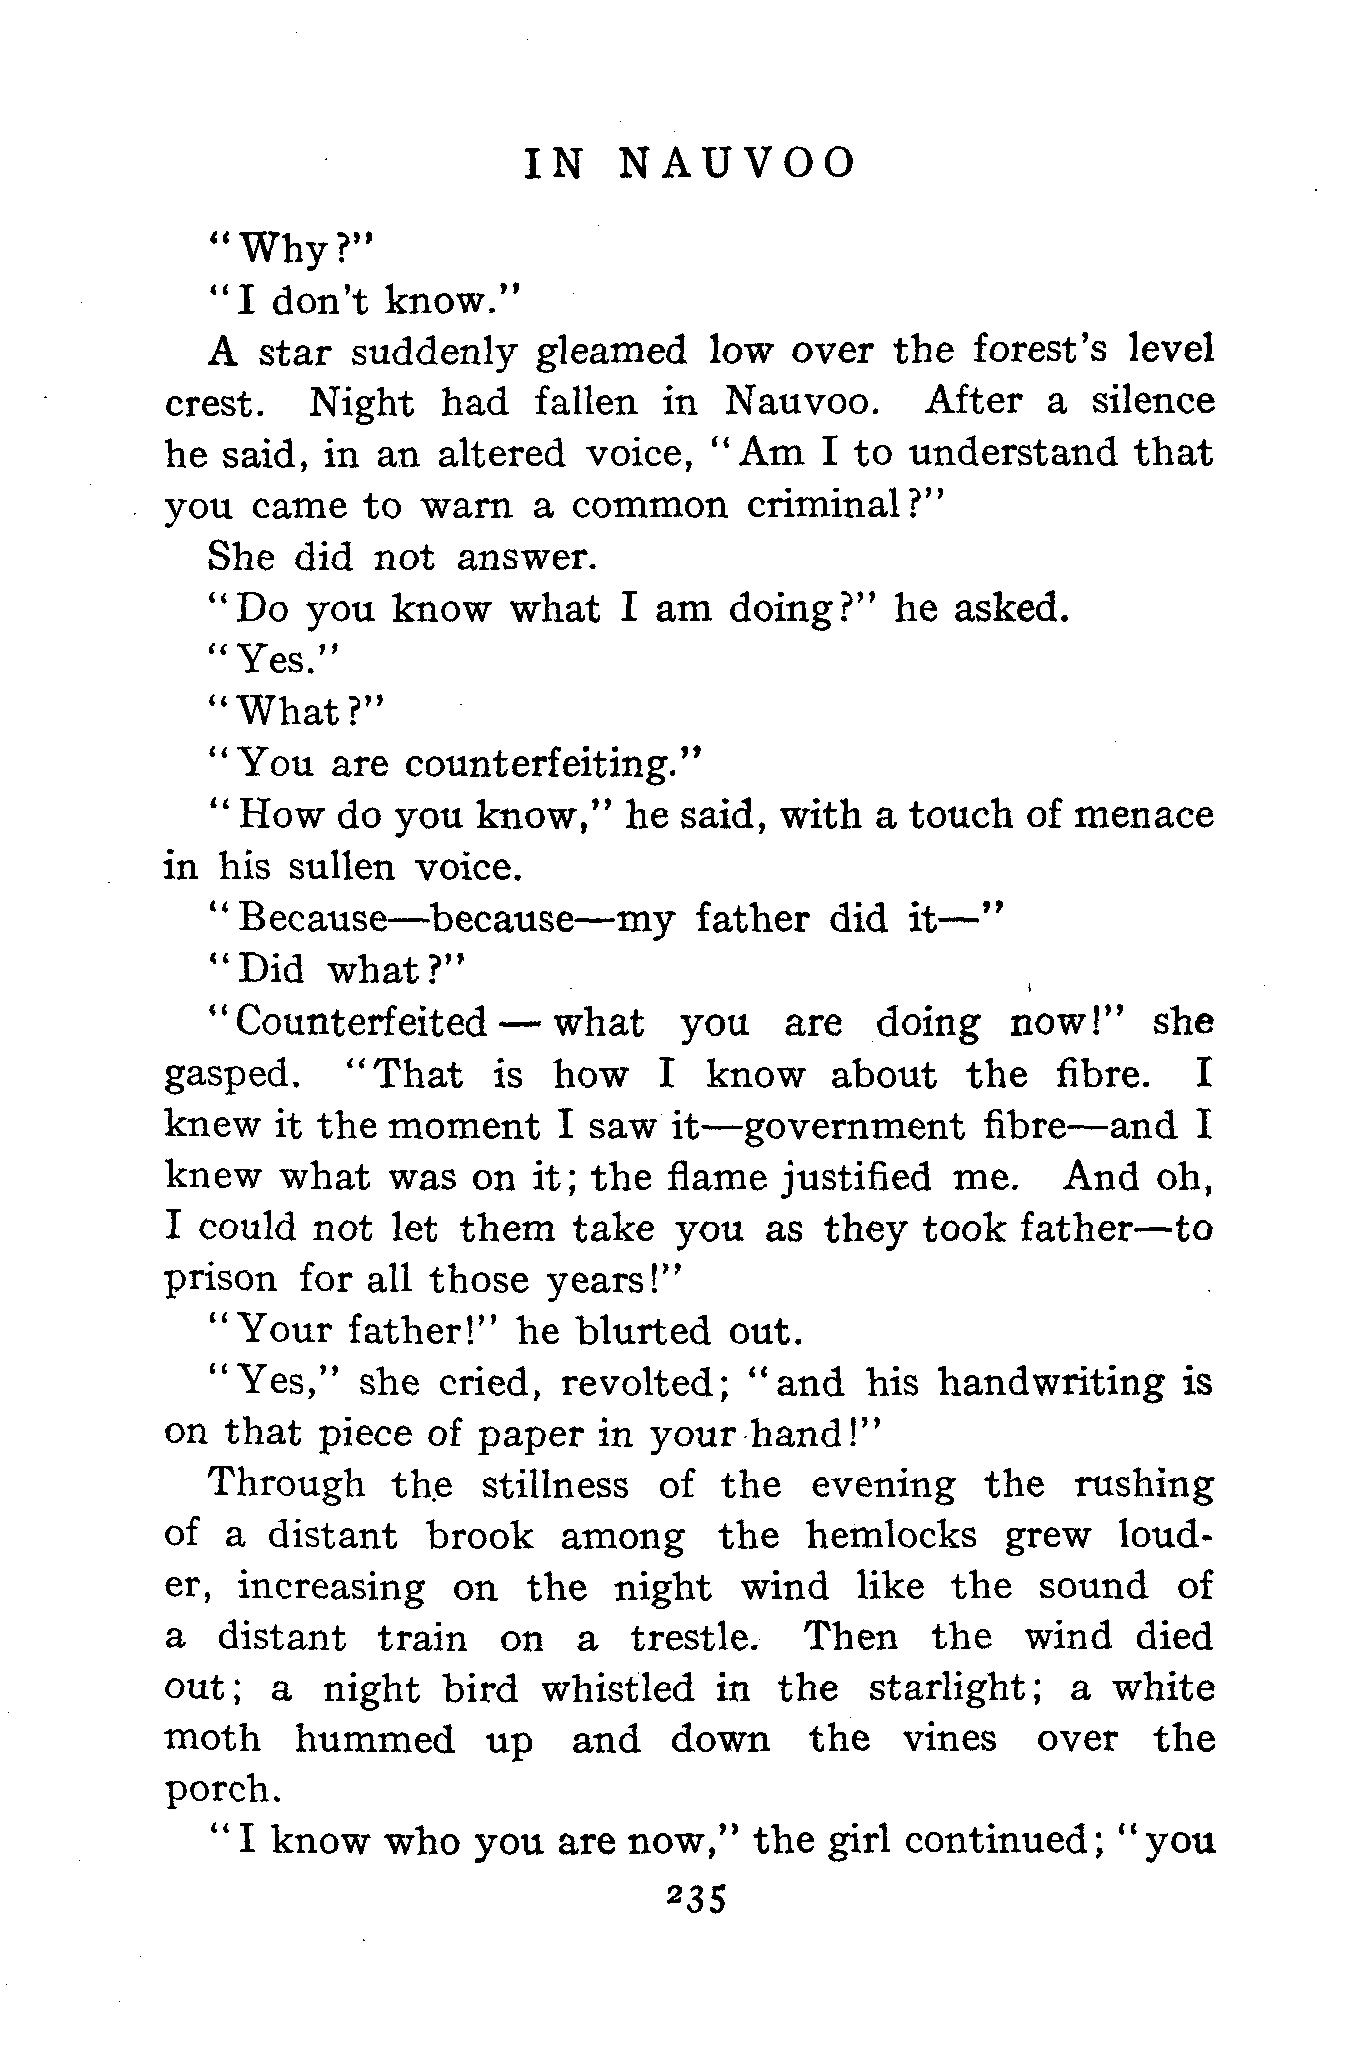 IN NAUVOO
"Why?"
"I don't know."
A star suddenly gleamed low over the forest's level
crest. Night had fallen in Nauvoo. After a silence
he said, in an altered voice, "Am I to understand that
you came to warn a common criminal?"
She did not answer.
"Do you know what I am doing?" he asked.
"Yes."
"What?"
"You are counterfeiting."
"How do you know," he said, with a touch of menace
in his sullen voice.
"Because—because—my father did it—"
"Did what?"
"Counterfeited — what you are doing now!" she
gasped. "That is how I know about the fibre. I
knew it the moment I saw it—government fibre—and I
knew what was on it; the flame justified me. And oh,
I could not let them take you as they took father—to
prison for all those years!"
"Your father!" he blurted out.
"Yes," she cried, revolted; "and his handwriting is
on that piece of paper in your hand!"
Through the stillness of the evening the rushing
of a distant brook among the hemlocks grew loud-
er, increasing on the night wind like the sound of
a distant train on a trestle. Then the wind died
out; a night bird whistled in the starlight; a white
moth hummed up and down the vines over the
porch.
"I know who you are now," the girl continued; "you
235